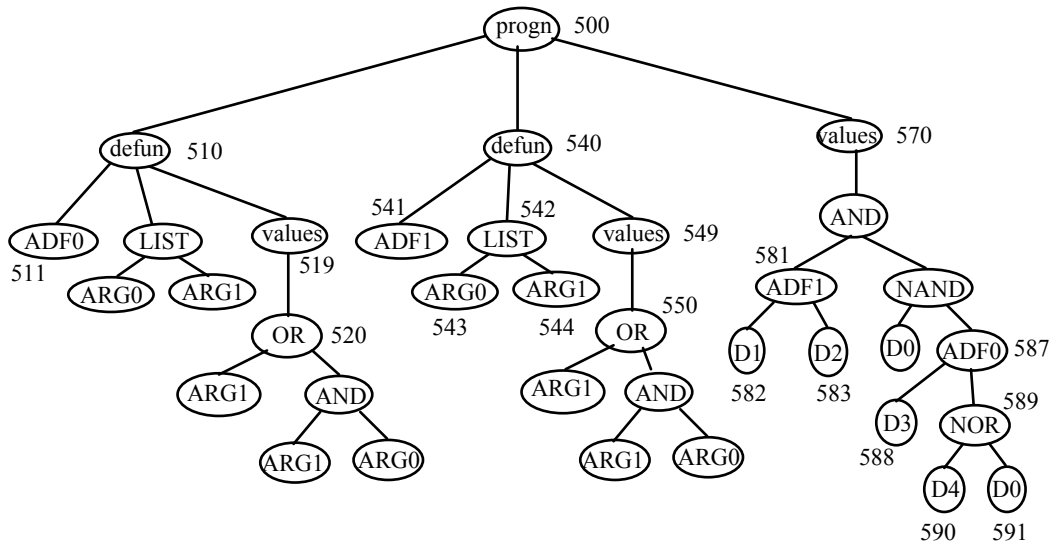 progn 500
defun 510
defun 540
values 570
ADF0
511
LIST
values
519
541
ADF1
542
LIST
values 549
AND
ARG0
ARG1
ARG0
543
ARG1
544
581
ADF1
NAND
OR 520
550
OR
D1
582
D2
583
D0
ADF0 587
ARG1
AND
ARG1
AND
D3
588
589
NOR
ARG1
ARG0
ARG1
ARG0
D4
590
D0
591